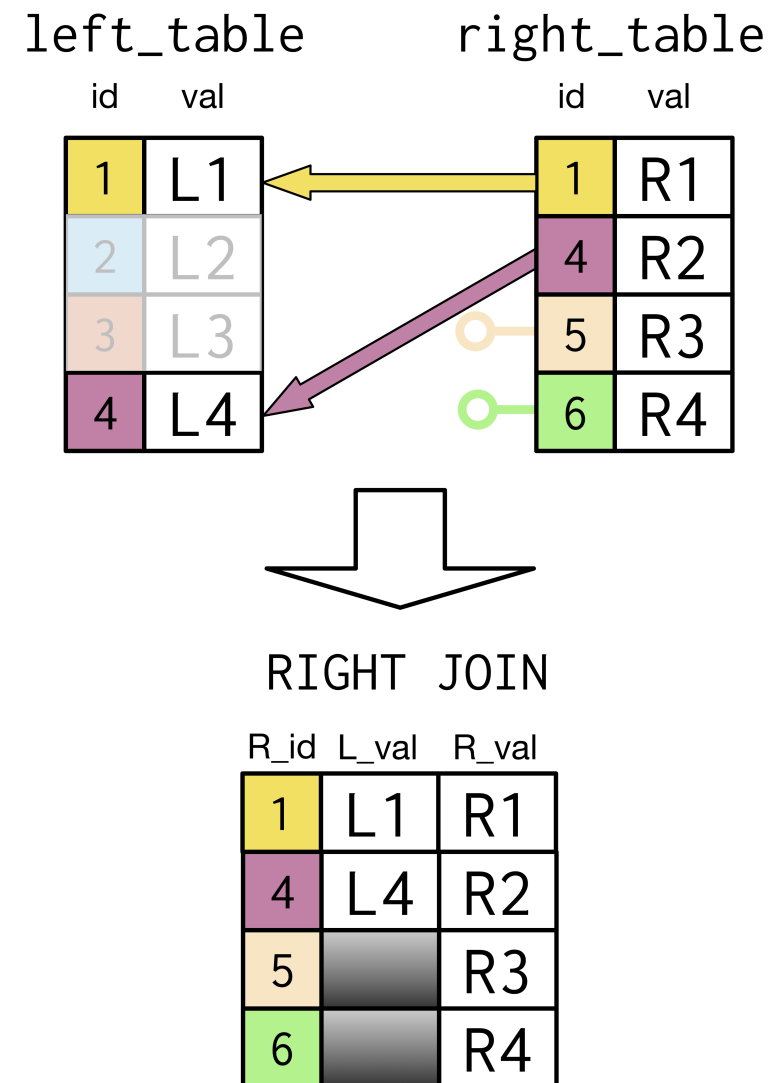 left_table right_table
id val id val
1 L1 1 R1
2 L2 4 R2
3 L3 5 R3
4 L4 6 R4
RIGHT JOIN
R_id L_val R_val
1 L1 R1
4 L4 R2
5 R3
6 R4